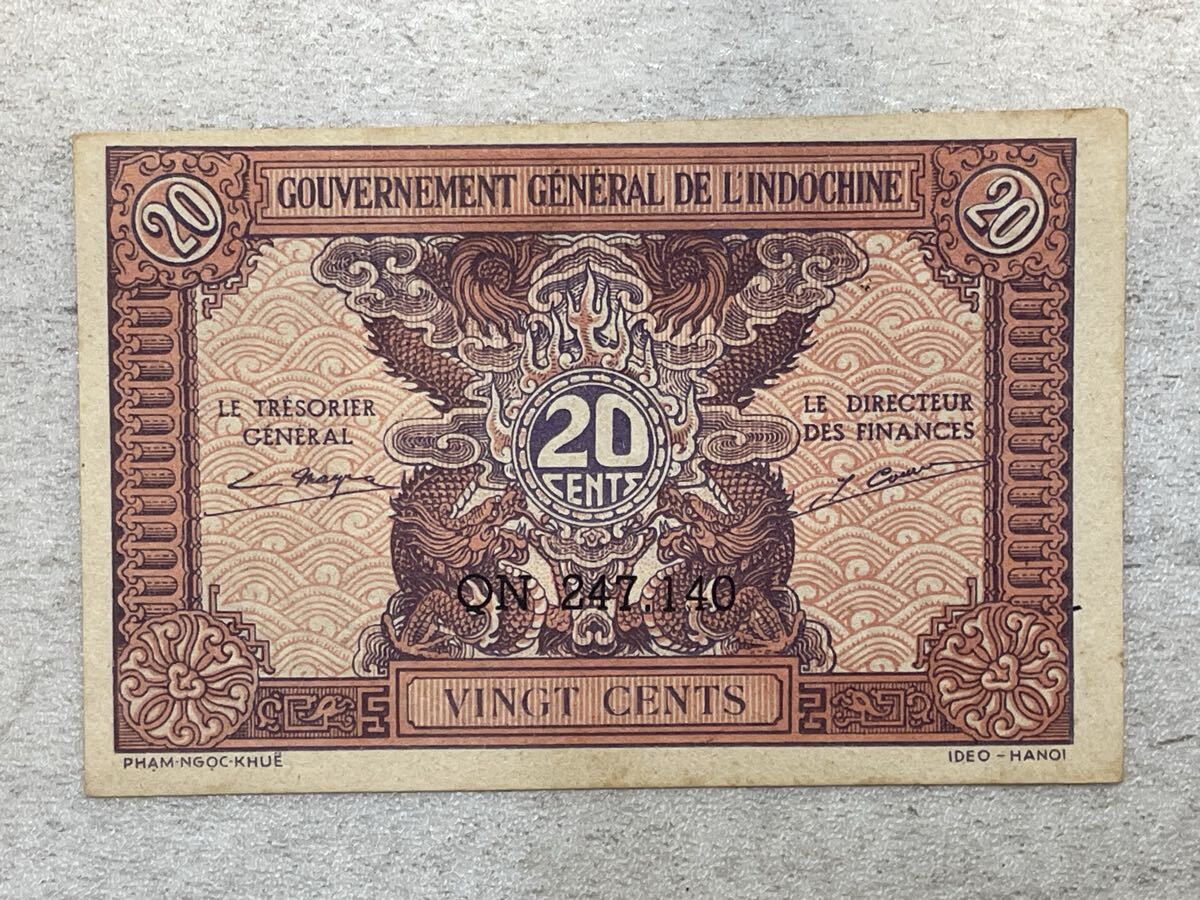 20 20
GOUVERNEMENT GÉNÉRAL DE L'INDOCHINE
LE TRÉSORIER
GÉNÉRAL
LE DIRECTEUR
DES FINANCES
20
CENTS
QN 247.140
VINGT CENTS
PHẠM-NGỌC-KHUÊ
IDEO - HANOI